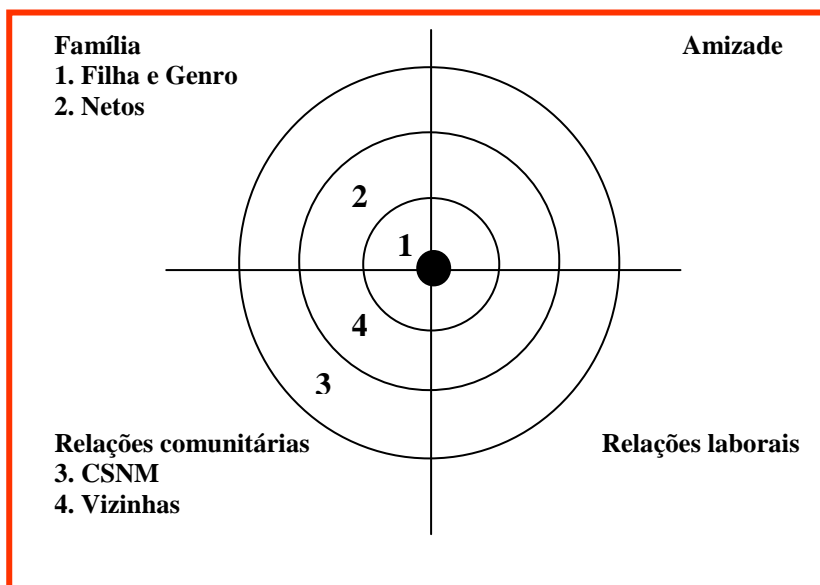 Família
1. Filha e Genro
2. Netos
Amizade
2
1
4
3
Relações comunitárias
3. CSNM
4. Vizinhas
Relações laborais